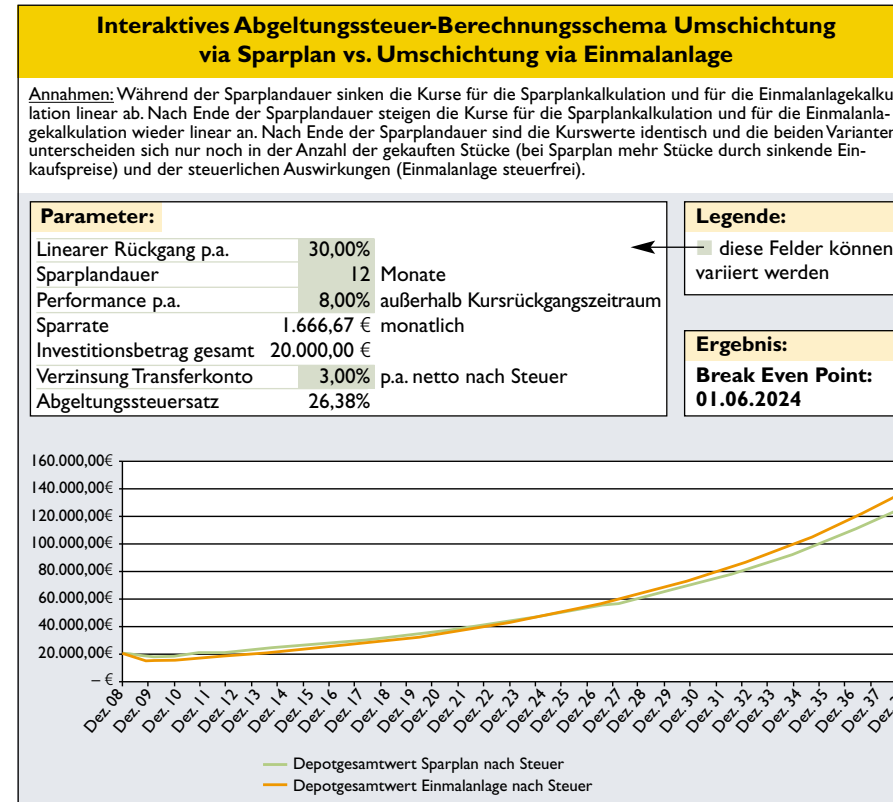 Interaktives Abgeltungssteuer-Berechnungsschema Umschichtung
via Sparplan vs. Umschichtung via Einmalanlage
Annahmen: Während der Sparplandauer sinken die Kurse für die Sparplankalkulation und für die Einmalanlagekalku
lation linear ab. Nach Ende der Sparplandauer steigen die Kurse für die Sparplankalkulation und für die Einmalanla-
gekalkulation wieder linear an. Nach Ende der Sparplandauer sind die Kurswerte identisch und die beiden Varianten
unterscheiden sich nur noch in der Anzahl der gekauften Stücke (bei Sparplan mehr Stücke durch sinkende Ein-
kaufspreise) und der steuerlichen Auswirkungen (Einmalanlage steuerfrei).
Parameter:
Linearer Rückgang p.a. 30,00%
Sparplandauer 12 Monate
Performance p.a. 8,00% außerhalb Kursrückgangszeitraum
Sparrate 1.666,67 € monatlich
Investitionsbetrag gesamt 20.000,00 €
Verzinsung Transferkonto 3,00% p.a. netto nach Steuer
Abgeltungssteuersatz 26,38%
Legende:
diese Felder können
variiert werden
Ergebnis:
Break Even Point:
01.06.2024
160.000,00€
140.000,00€
120.000,00€
100.000,00€
80.000,00€
60.000,00€
40.000,00€
20.000,00€
– €
Dez. 08
Dez. 09
Dez. 10
Dez. 11
Dez. 12
Dez. 13
Dez. 14
Dez. 15
Dez. 16
Dez. 17
Dez. 18
Dez. 19
Dez. 20
Dez. 21
Dez. 22
Dez. 23
Dez. 24
Dez. 25
Dez. 26
Dez. 27
Dez. 28
Dez. 29
Dez. 30
Dez. 31
Dez. 32
Dez. 33
Dez. 34
Dez. 35
Dez. 36
Dez. 37
Dez.
Depotgesamtwert Sparplan nach Steuer
Depotgesamtwert Einmalanlage nach Steuer